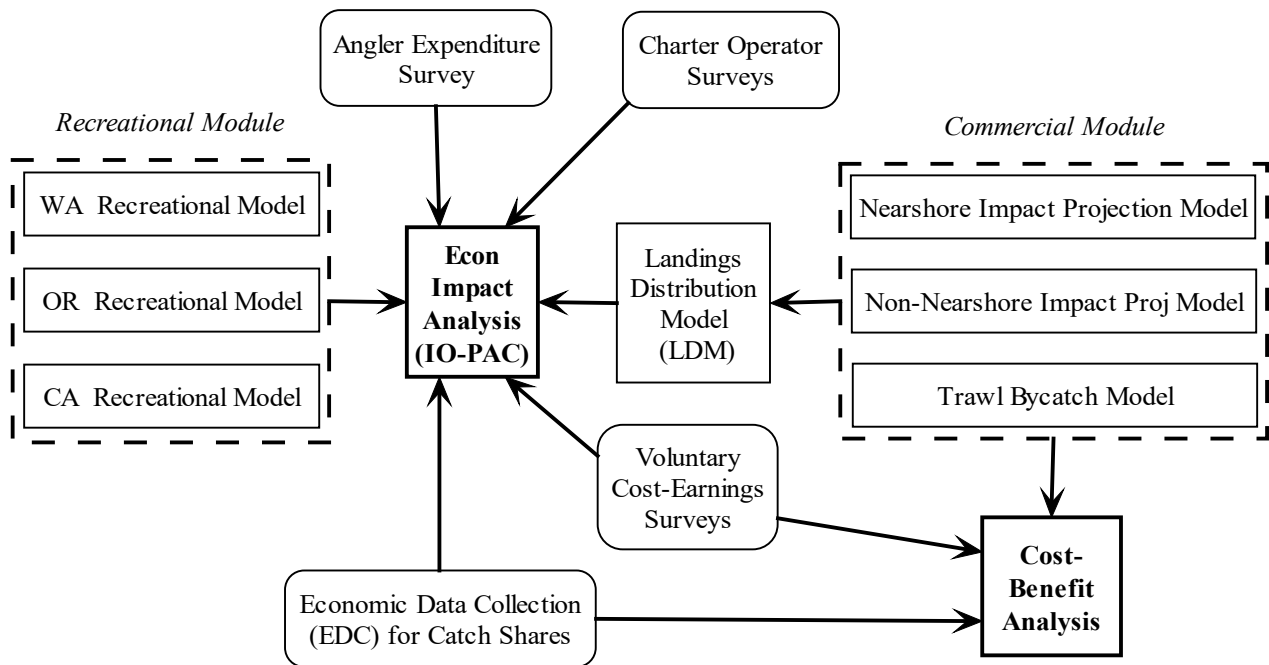 Angler Expenditure
Survey
Charter Operator
Surveys
Recreational Module
Commercial Module
WA Recreational Model
OR Recreational Model
CA Recreational Model
Econ
Impact
Analysis
(IO-PAC)
Landings
Distribution
Model
(LDM)
Nearshore Impact Projection Model
Non-Nearshore Impact Proj Model
Trawl Bycatch Model
Voluntary
Cost-Earnings
Surveys
Economic Data Collection
(EDC) for Catch Shares
Cost-
Benefit
Analysis